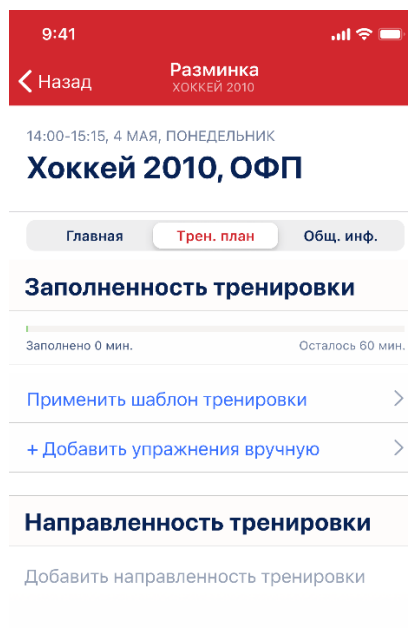 9:41
Назад
Разминка
ХОККЕЙ 2010
14:00-15:15, 4 МАЯ, ПОНЕДЕЛЬНИК
Хоккей 2010, ОФП
Главная Трен. план Общ. инф.
Заполненность тренировки
Заполнено 0 мин. Осталось 60 мин.
Применить шаблон тренировки
+ Добавить упражнения вручную
Направленность тренировки
Добавить направленность тренировки